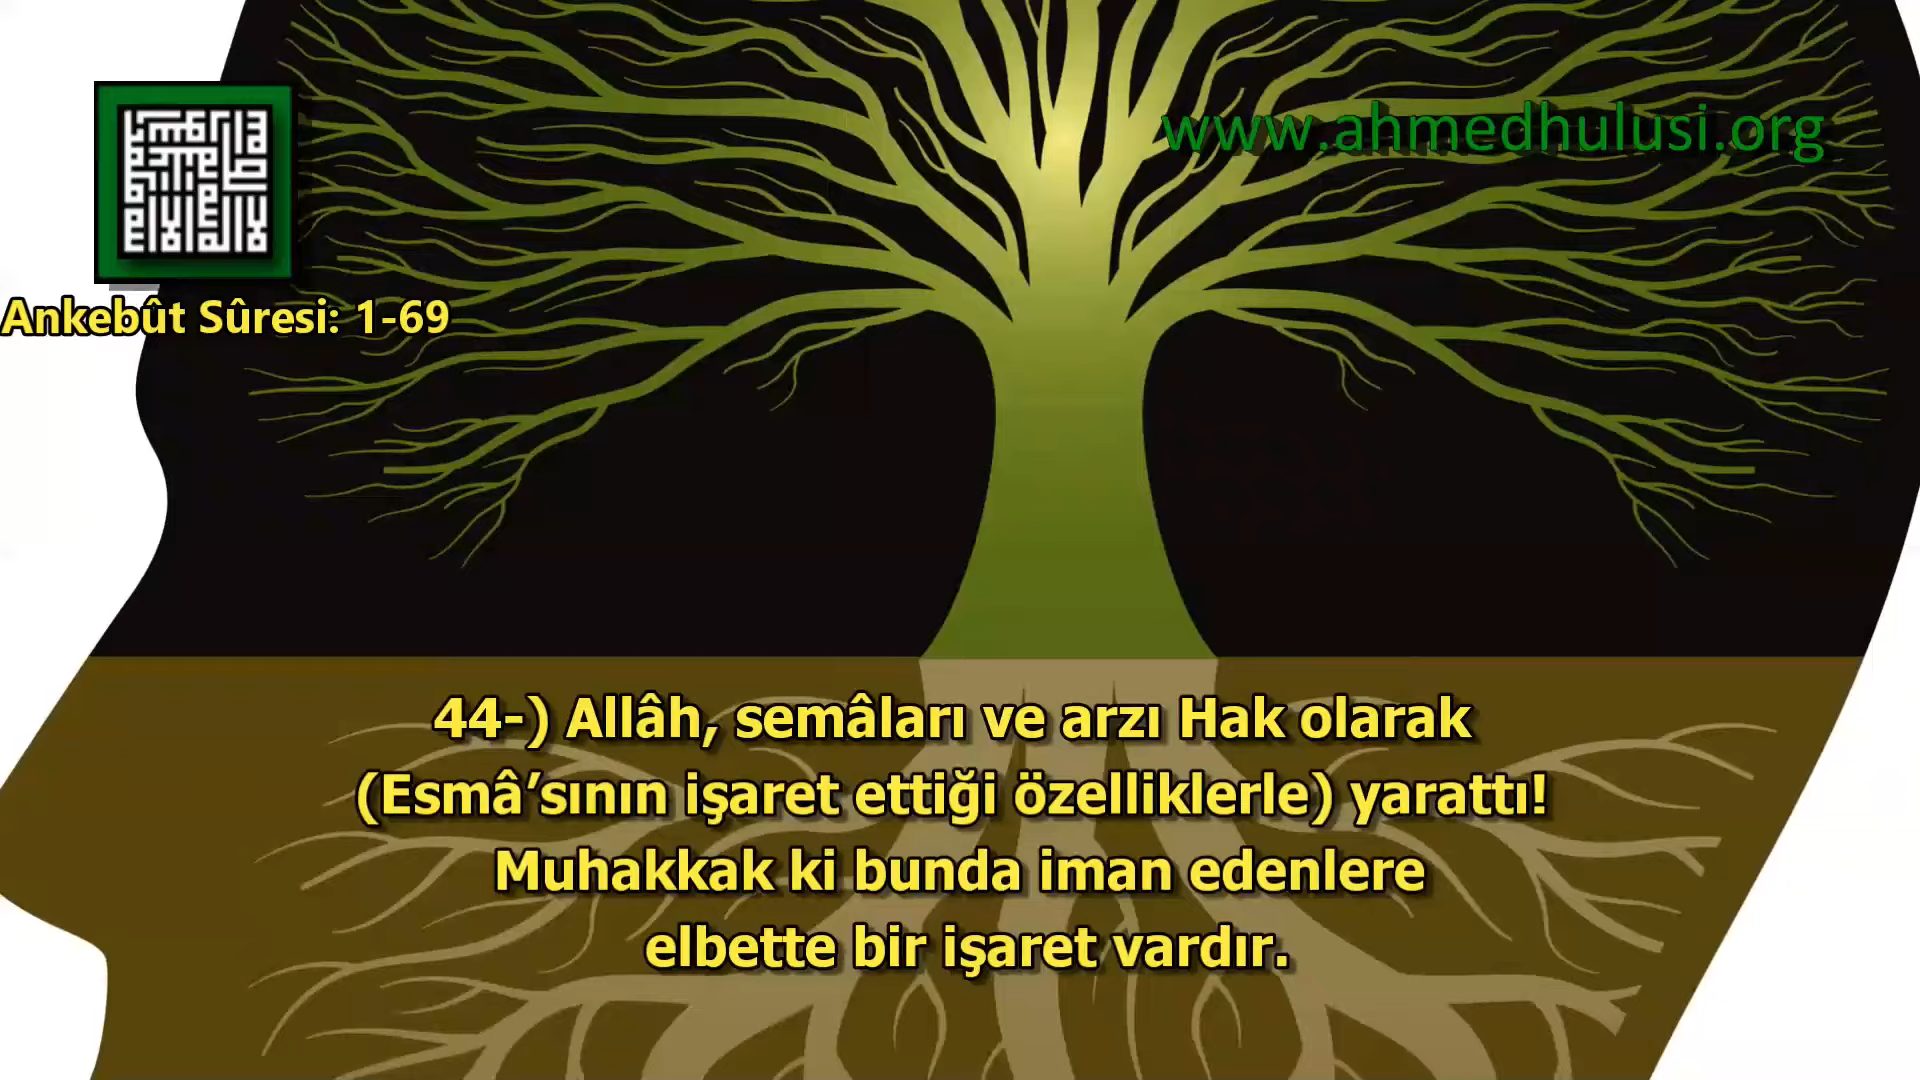 www.ahmedhulusi.org
Ankebût Sûresi: 1-69
44-) Allâh, semâları ve arzı Hak olarak
(Esmâ’sının işaret ettiği özelliklerle) yarattı!
Muhakkak ki bunda iman edenlere
elbette bir işaret vardır.